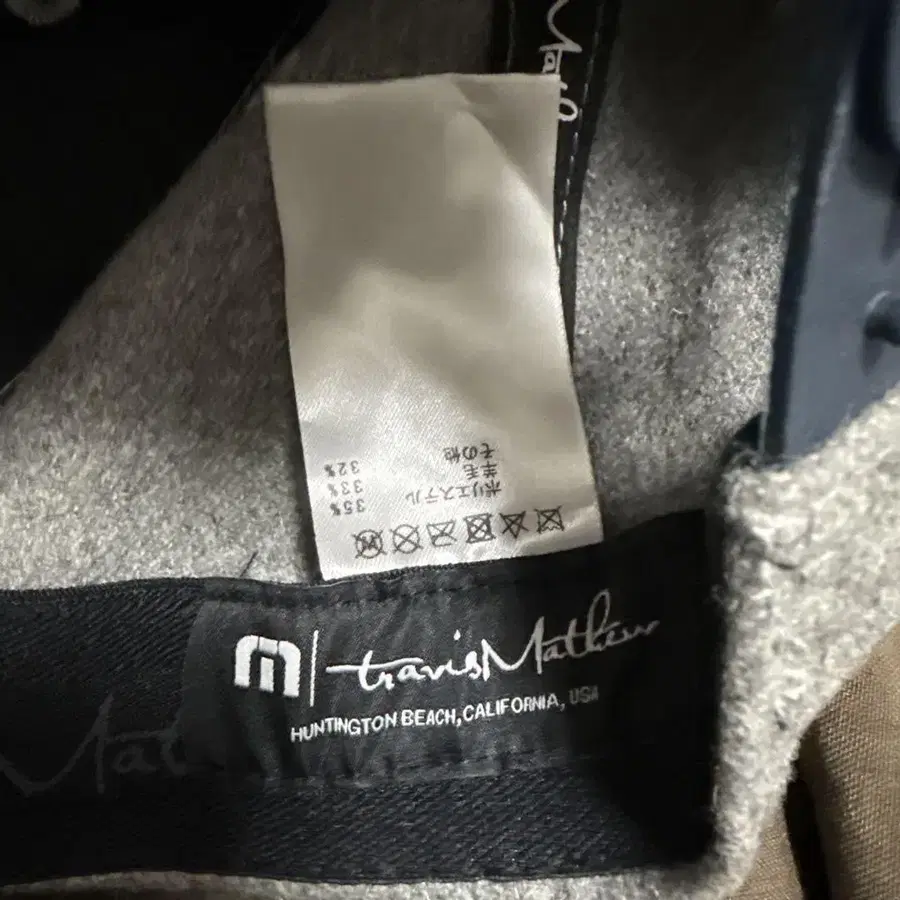 ポリエステル 35%
羊毛 33%
その他 32%
travisMathew
HUNTINGTON BEACH, CALIFORNIA, USA
Mat